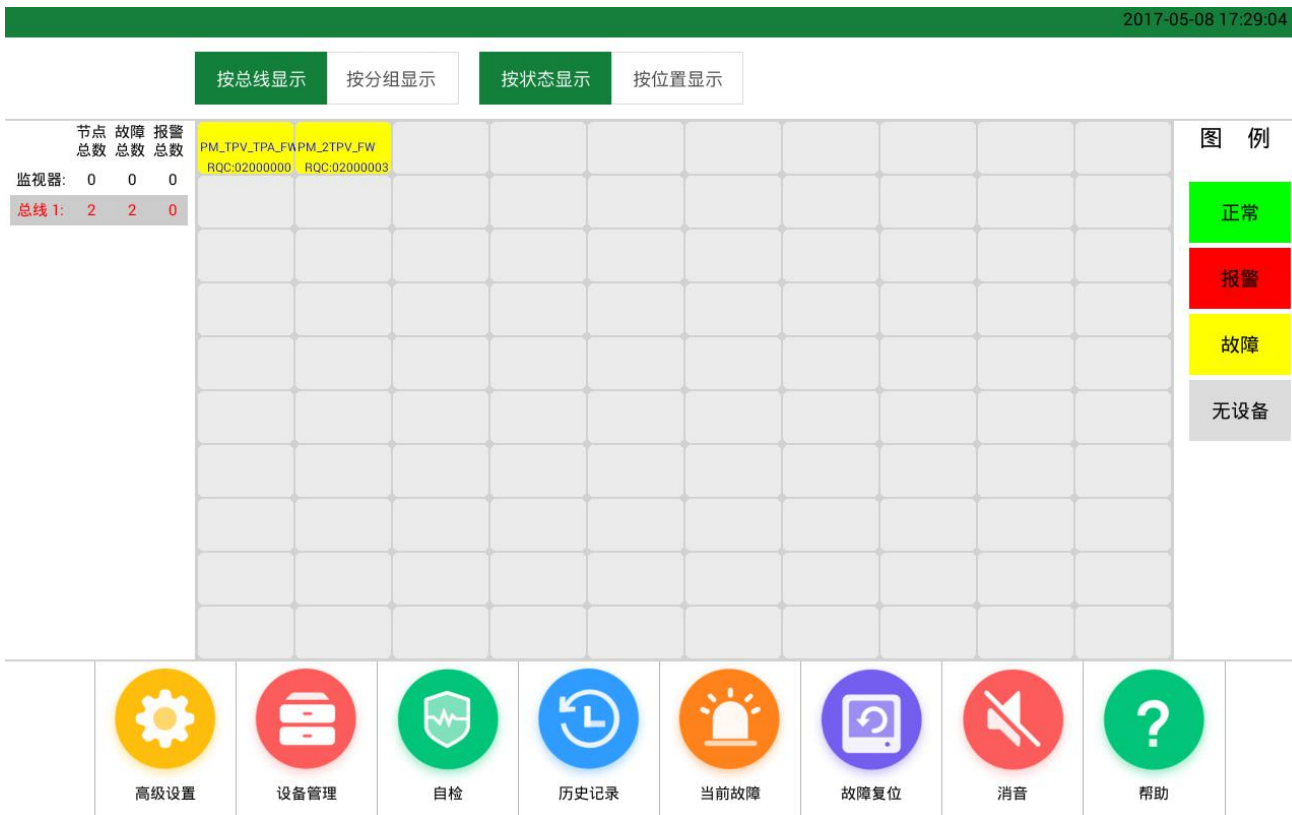 2017-05-08 17:29:04
按总线显示 按分组显示 按状态显示 按位置显示
节点总数 故障总数 报警总数
监视器: 0 0 0
总线 1: 2 2 0
PM_TPV_TPA_FW PM_2TPV_FW
RQC:02000000 RQC:02000003
图 例
正常
报警
故障
无设备
高级设置 设备管理 自检 历史记录 当前故障 故障复位 消音 帮助